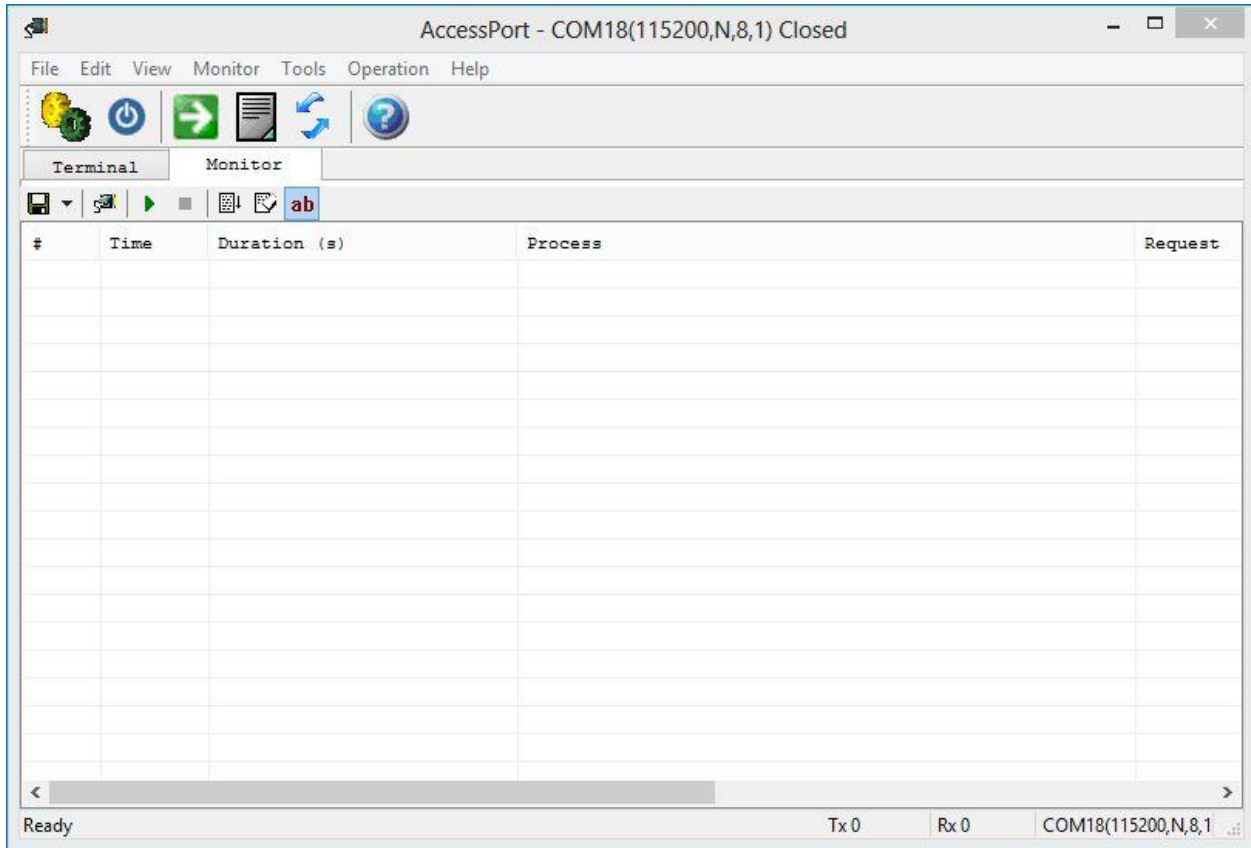 AccessPort - COM18(115200,N,8,1) Closed
File Edit View Monitor Tools Operation Help
Terminal Monitor
ab
# Time Duration (s) Process Request
Ready Tx 0 Rx 0 COM18(115200,N,8,1